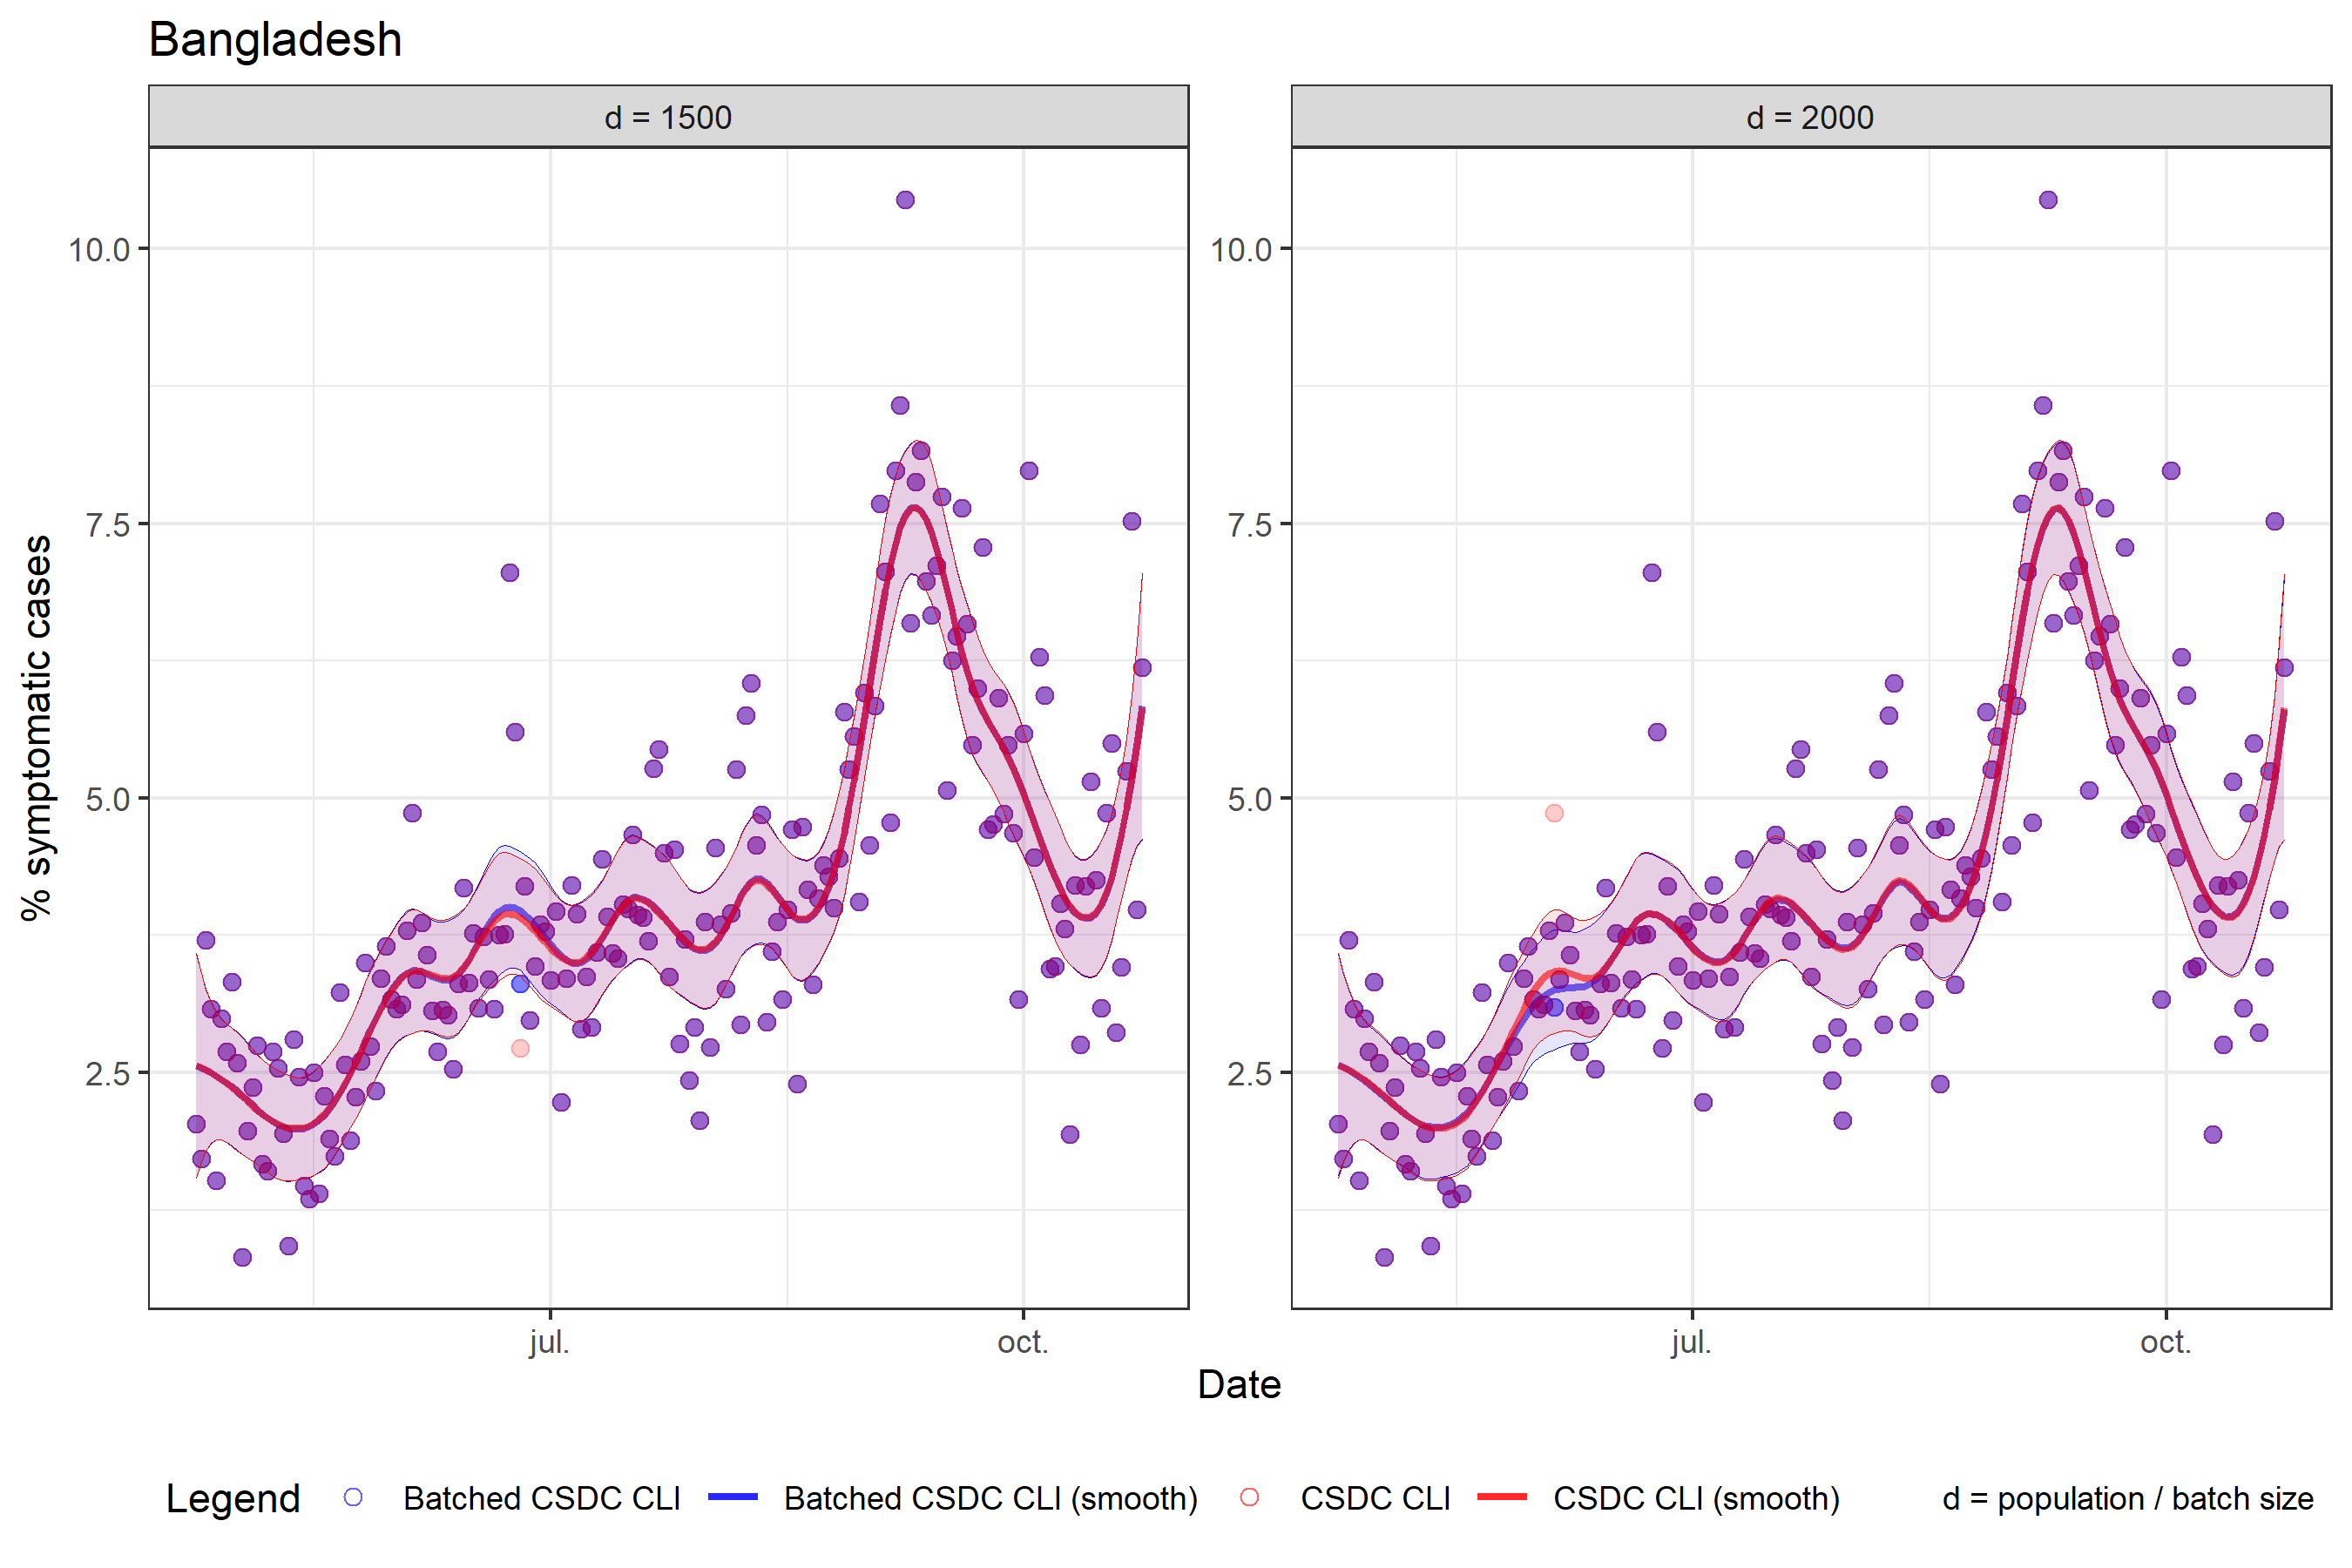 Bangladesh
d = 1500
d = 2000
% symptomatic cases
10.0
7.5
5.0
2.5
10.0
7.5
5.0
2.5
jul.
oct.
jul.
oct.
Date
Legend
Batched CSDC CLI
Batched CSDC CLI (smooth)
CSDC CLI
CSDC CLI (smooth)
d = population / batch size